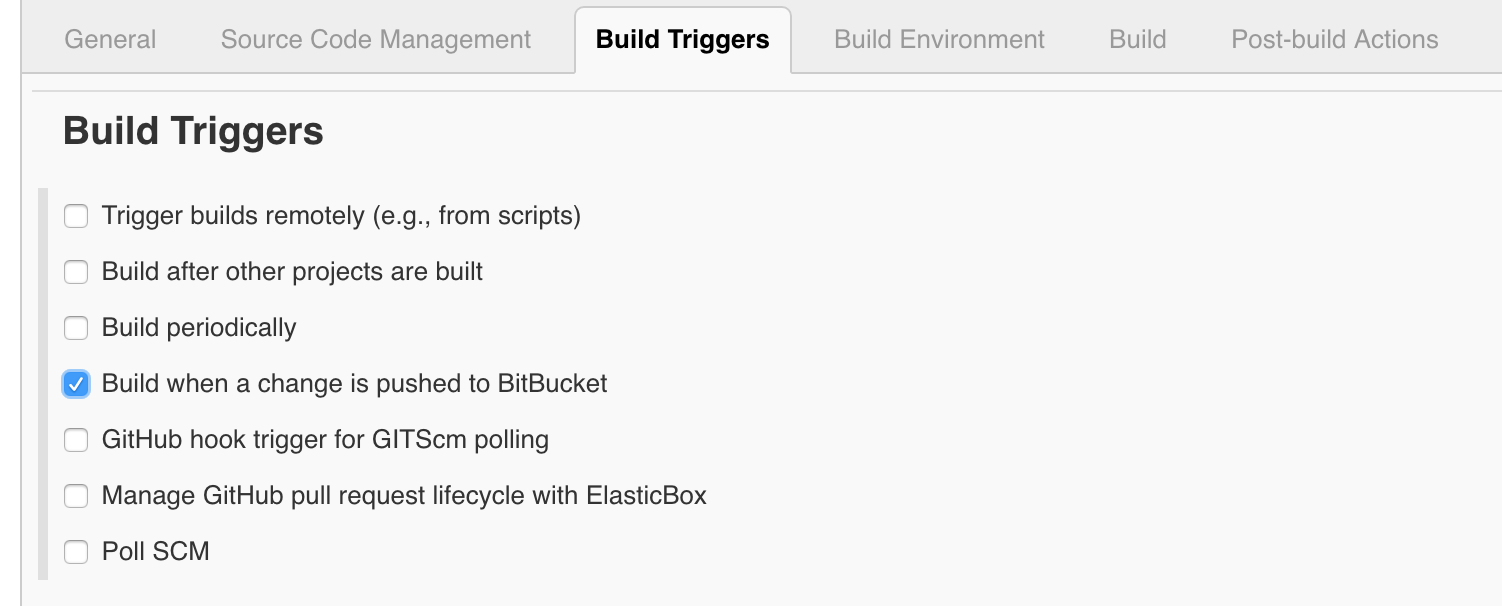 General Source Code Management Build Triggers Build Environment Build Post-build Actions
Build Triggers
Trigger builds remotely (e.g., from scripts)
Build after other projects are built
Build periodically
Build when a change is pushed to BitBucket
GitHub hook trigger for GITScm polling
Manage GitHub pull request lifecycle with ElasticBox
Poll SCM